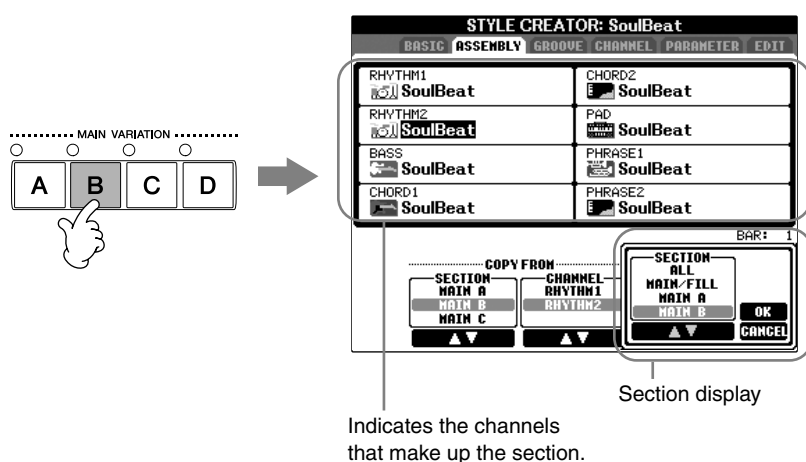 STYLE CREATOR: SoulBeat
BASIC ASSEMBLY GROOVE CHANNEL PARAMETER EDIT
RHYTHM1
SoulBeat
CHORD2
SoulBeat
RHYTHM2
SoulBeat
PAD
SoulBeat
BASS
SoulBeat
PHRASE1
SoulBeat
CHORD1
SoulBeat
PHRASE2
SoulBeat
MAIN VARIATION
A B C D
BAR: 1
COPY FROM
SECTION
MAIN A
MAIN B
MAIN C
CHANNEL
RHYTHM1
RHYTHM2
SECTION
ALL
MAIN/FILL
MAIN A
MAIN B
OK
CANCEL
Section display
Indicates the channels
that make up the section.